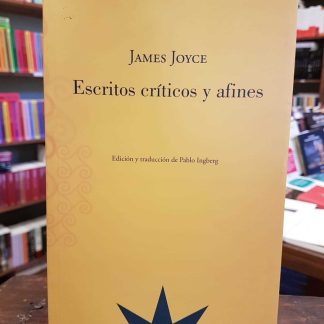 JAMES JOYCE
Escritos críticos y afines
Edición y traducción de Pablo Ingberg